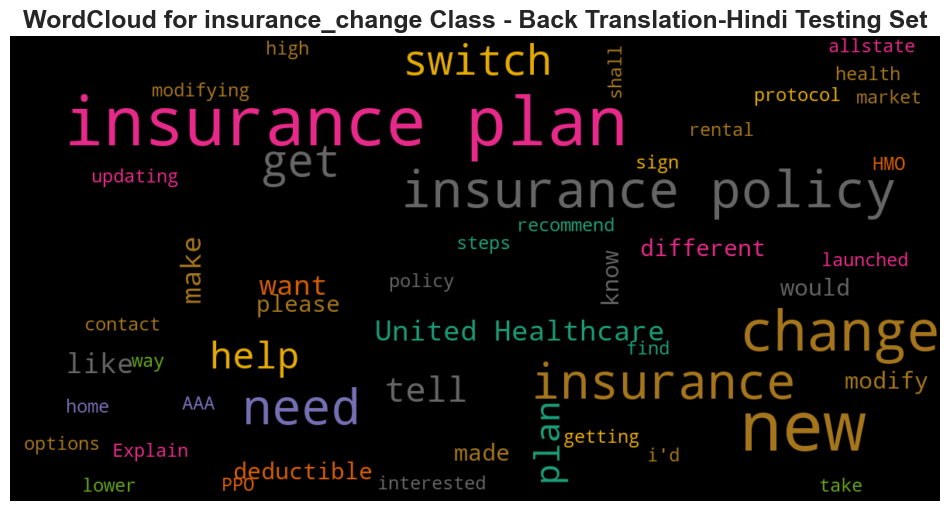 WordCloud for insurance_change Class - Back Translation-Hindi Testing Set
high
switch
shall
allstate
health
modifying
protocol
market
insurance plan
rental
get
sign
HMO
updating
insurance policy
recommend
steps
different
launched
make
know
want
policy
would
please
contact
United Healthcare
change
find
like
way
help
insurance
modify
tell
home
AAA
need
new
plan
getting
options
Explain
made
i'd
deductible
lower
PPO
interested
take